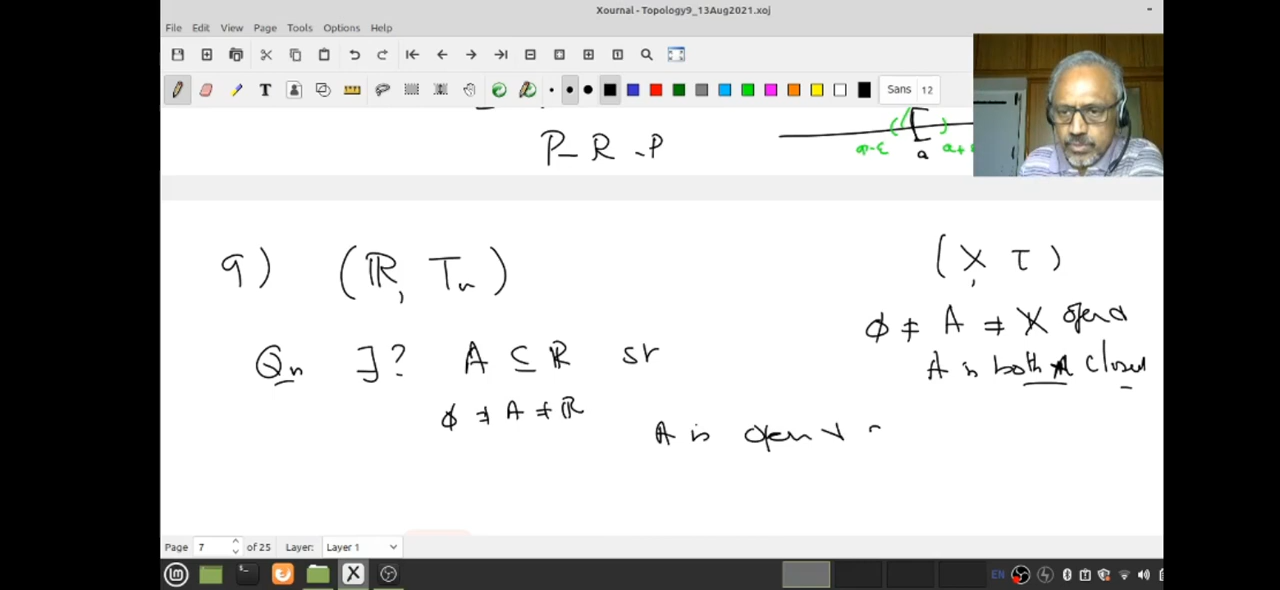 Xournal - Topology9_13Aug2021.xoj
File Edit View Page Tools Options Help
Sans 12
P-R-P
a-ε a a+
9) (ℝ, Tu) (X, τ)
φ ≠ A ≠ X open &
Qn ∃? A ⊆ ℝ st
A is both closed
φ ≠ A ≠ ℝ
A is open &
Page 7 of 25 Layer: Layer 1
EN